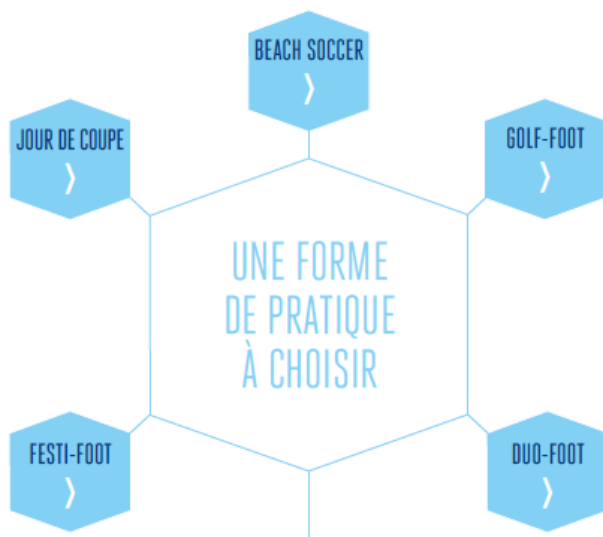 BEACH SOCCER
JOUR DE COUPE
GOLF-FOOT
UNE FORME
DE PRATIQUE
À CHOISIR
FESTI-FOOT
DUO-FOOT